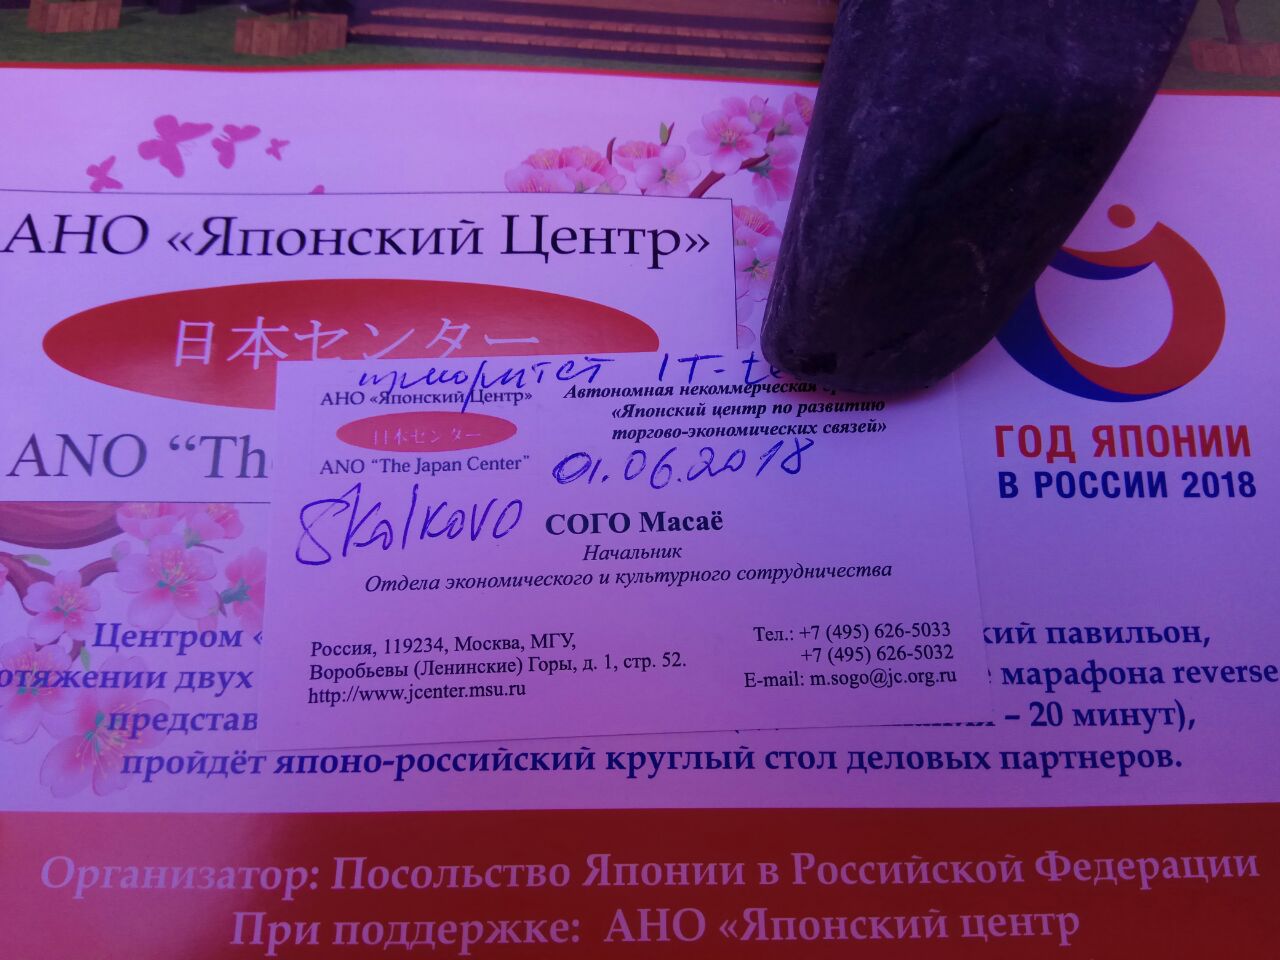 АНО «Японский Центр»
日本センター
ANO “Th
приоритет IT-
АНО «Японский Центр»
日本センター
ANO “The Japan Center”
Автономная некоммерческая
«Японский центр по развитию
торгово-экономических связей»
01.06.2018
Skolkovo
СОГО Масаё
Начальник
Отдела экономического и культурного сотрудничества
Россия, 119234, Москва, МГУ,
Воробьевы (Ленинские) Горы, д. 1, стр. 52.
http://www.jcenter.msu.ru
Тел.: +7 (495) 626-5033
+7 (495) 626-5032
E-mail: m.sogo@jc.org.ru
ГОД ЯПОНИИ
В РОССИИ 2018
Центром « кий павильон,
отяжении двух марафона reverse
представ – 20 минут),
пройдёт японо-российский круглый стол деловых партнеров.
Организатор: Посольство Японии в Российской Федерации
При поддержке: АНО «Японский центр